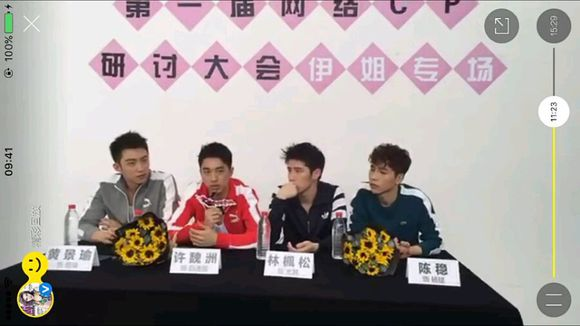 第一届网络CP
研讨大会伊姐专场
15:29
11:23
100%
09:41
黄景瑜
许魏洲
林楓松
陈稳